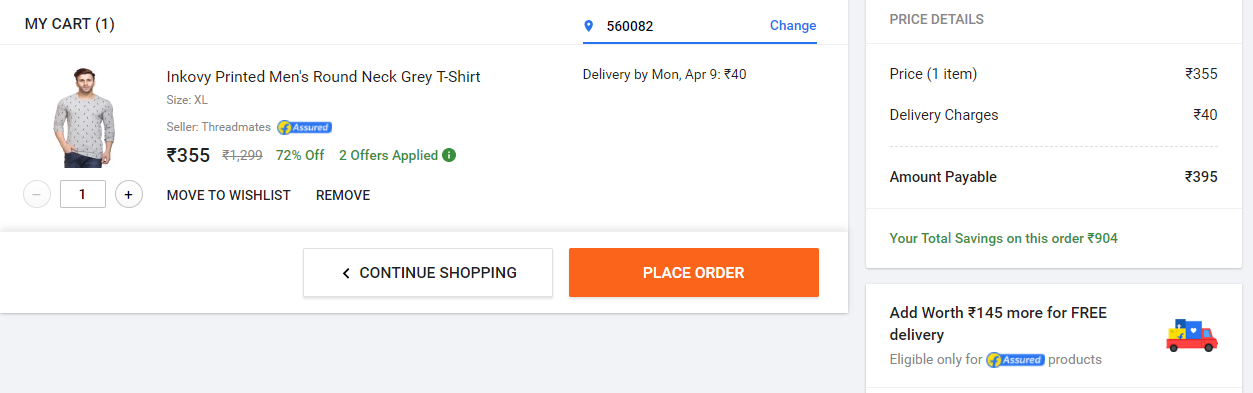 MY CART (1)
560082
Change
Inkovy Printed Men's Round Neck Grey T-Shirt
Delivery by Mon, Apr 9: ₹40
Size: XL
Seller: Threadmates Assured
₹355 ₹1,299 72% Off 2 Offers Applied
1
+
MOVE TO WISHLIST
REMOVE
CONTINUE SHOPPING
PLACE ORDER
PRICE DETAILS
Price (1 item) ₹355
Delivery Charges ₹40
Amount Payable ₹395
Your Total Savings on this order ₹904
Add Worth ₹145 more for FREE
delivery
Eligible only for Assured products